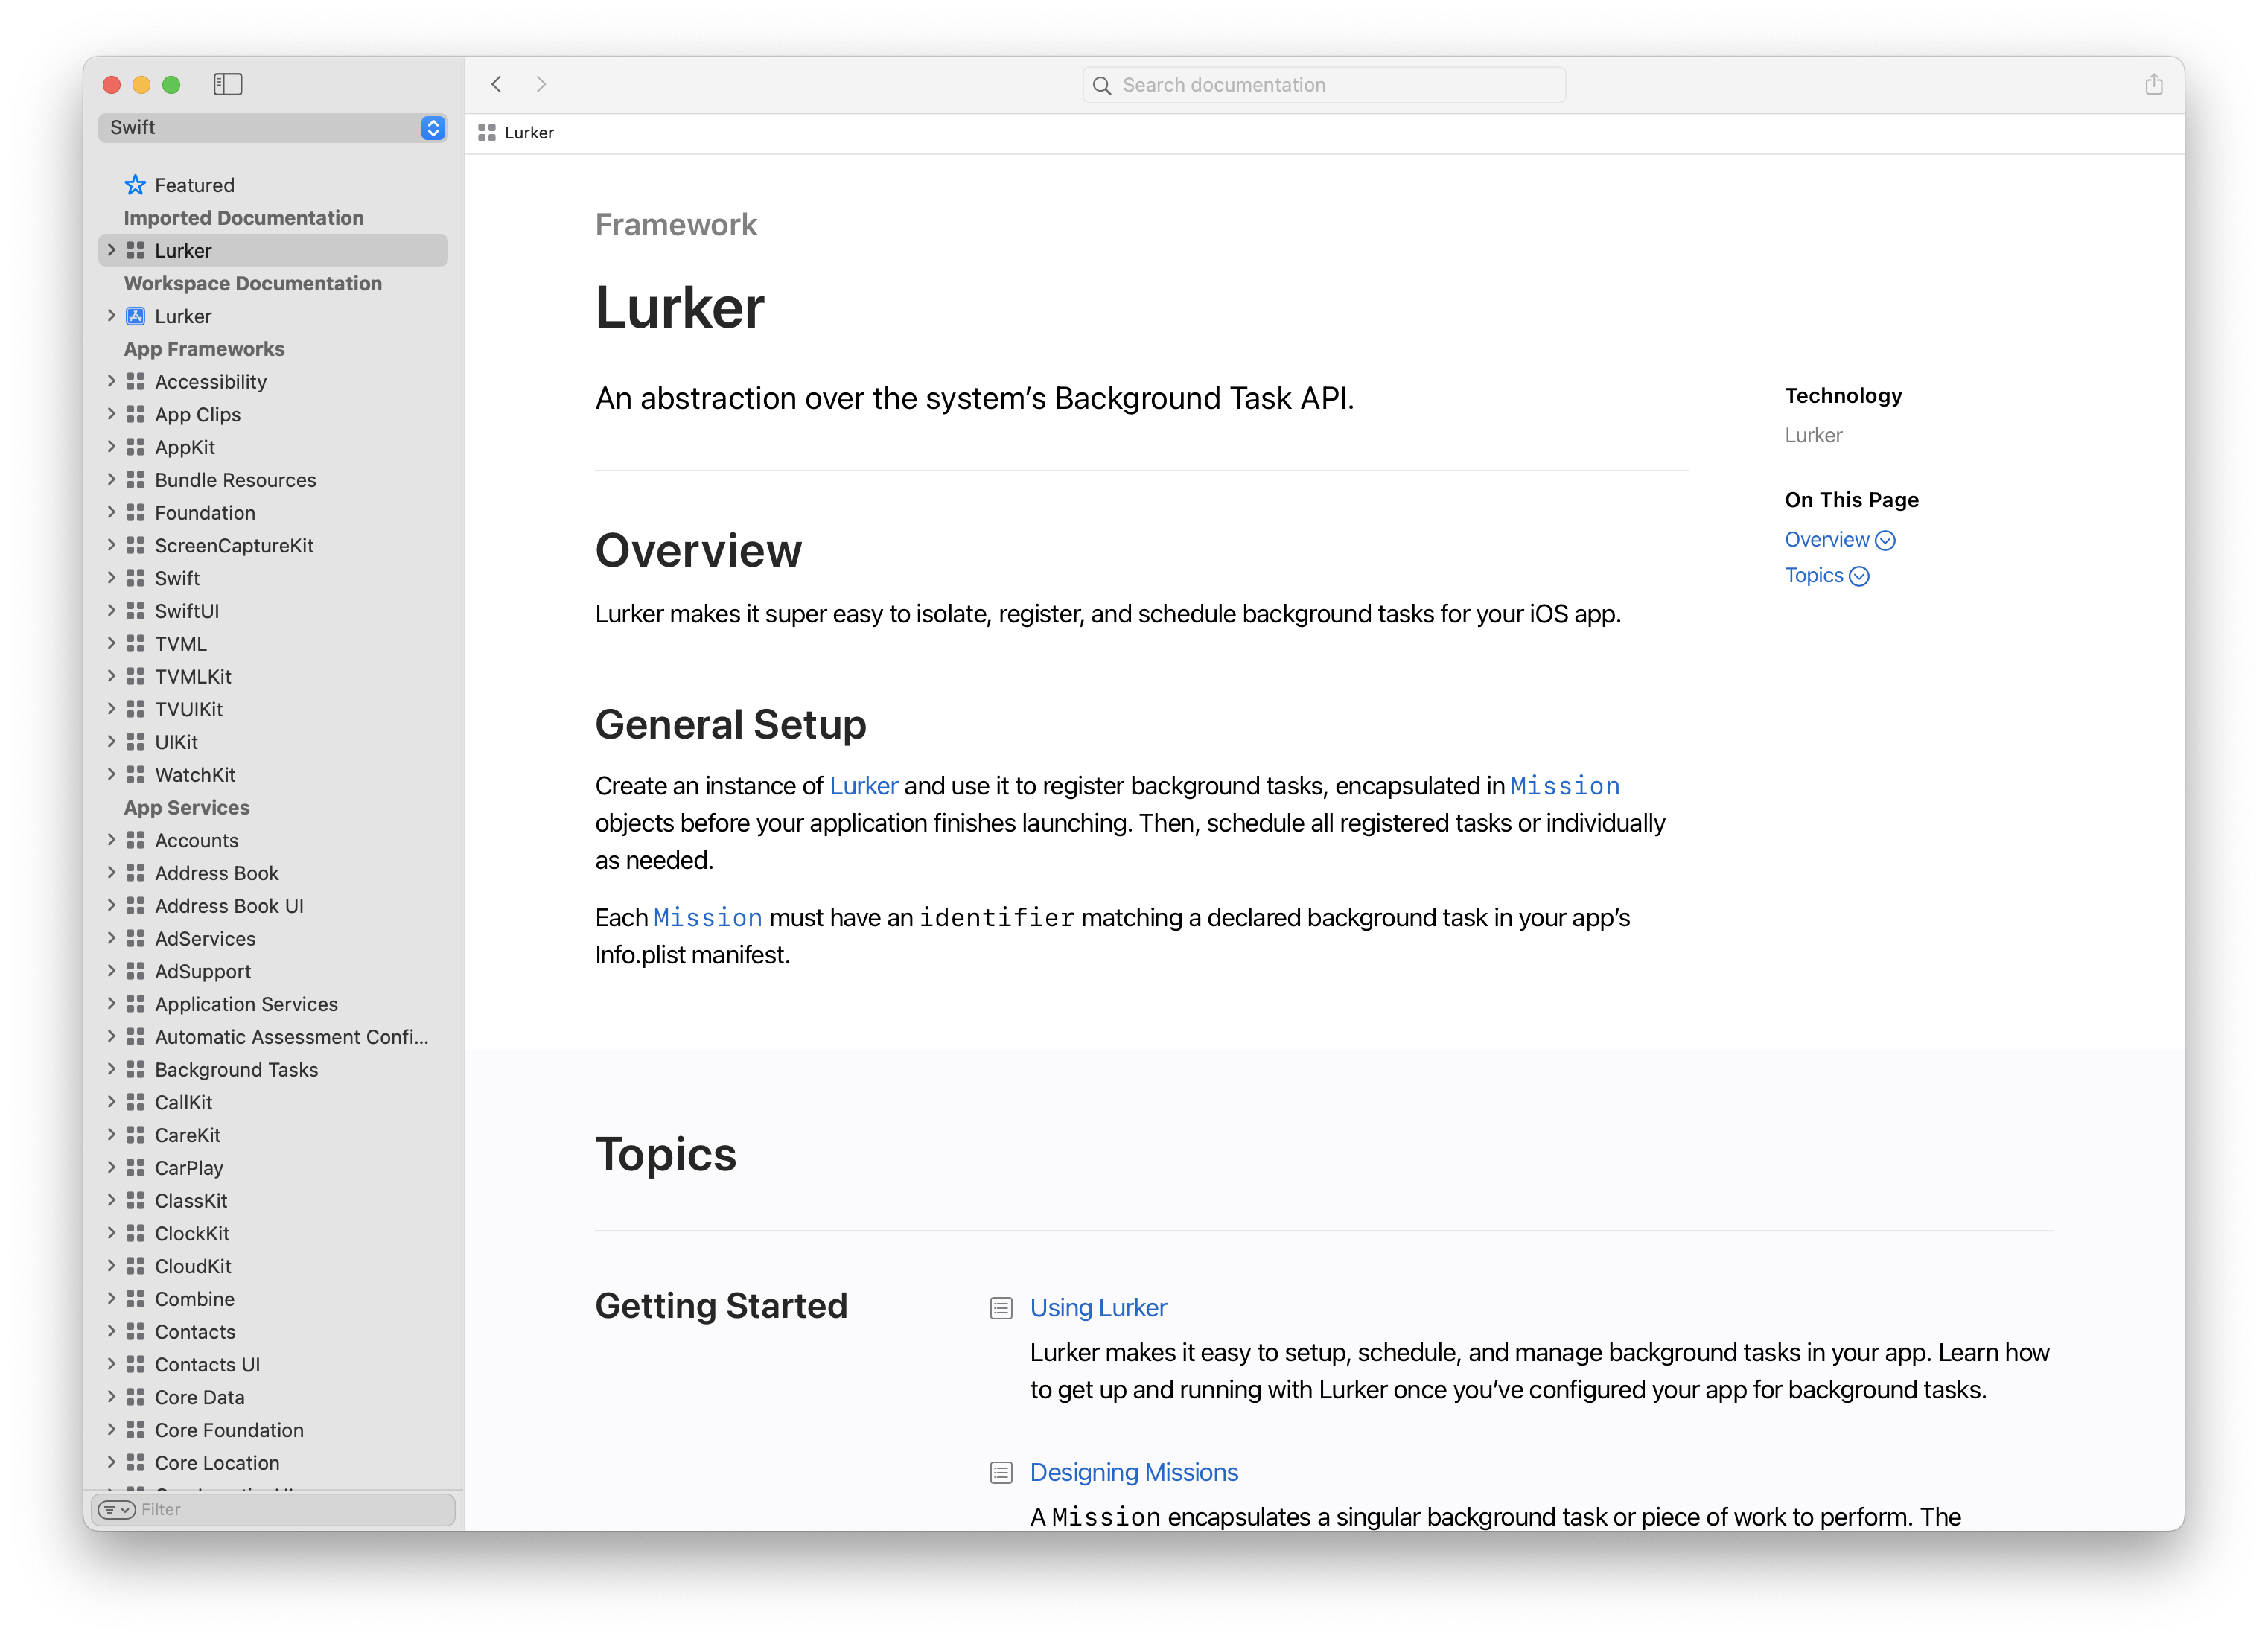 Search documentation
Swift
Lurker
Featured
Imported Documentation
Lurker
Workspace Documentation
Lurker
App Frameworks
Accessibility
App Clips
AppKit
Bundle Resources
Foundation
ScreenCaptureKit
Swift
SwiftUI
TVML
TVMLKit
TVUIKit
UIKit
WatchKit
App Services
Accounts
Address Book
Address Book UI
AdServices
AdSupport
Application Services
Automatic Assessment Confi...
Background Tasks
CallKit
CareKit
CarPlay
ClassKit
ClockKit
CloudKit
Combine
Contacts
Contacts UI
Core Data
Core Foundation
Core Location
Filter
Framework
Lurker
An abstraction over the system’s Background Task API.
Overview
Lurker makes it super easy to isolate, register, and schedule background tasks for your iOS app.
General Setup
Create an instance of Lurker and use it to register background tasks, encapsulated in Mission
objects before your application finishes launching. Then, schedule all registered tasks or individually
as needed.
Each Mission must have an identifier matching a declared background task in your app’s
Info.plist manifest.
Technology
Lurker
On This Page
Overview
Topics
Topics
Getting Started
Using Lurker
Lurker makes it easy to setup, schedule, and manage background tasks in your app. Learn how
to get up and running with Lurker once you’ve configured your app for background tasks.
Designing Missions
A Mission encapsulates a singular background task or piece of work to perform. The